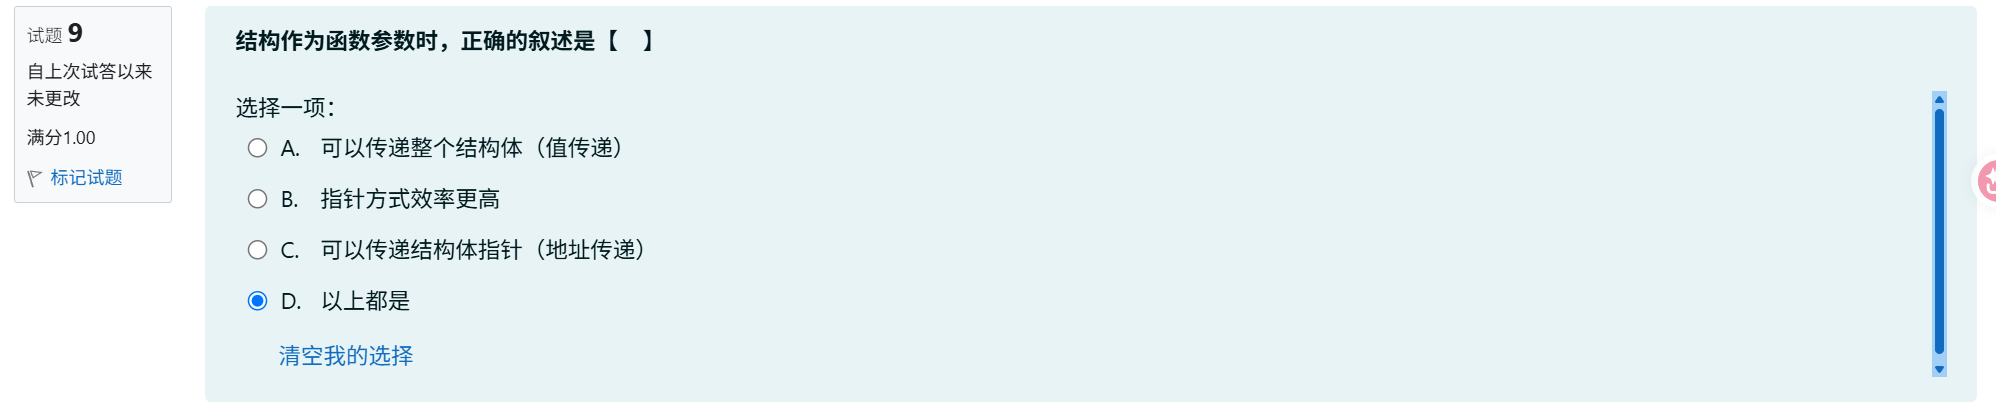 试题 9
自上次试答以来
未更改
满分1.00
标记试题
结构作为函数参数时，正确的叙述是【 】
选择一项：
A. 可以传递整个结构体（值传递）
B. 指针方式效率更高
C. 可以传递结构体指针（地址传递）
D. 以上都是
清空我的选择